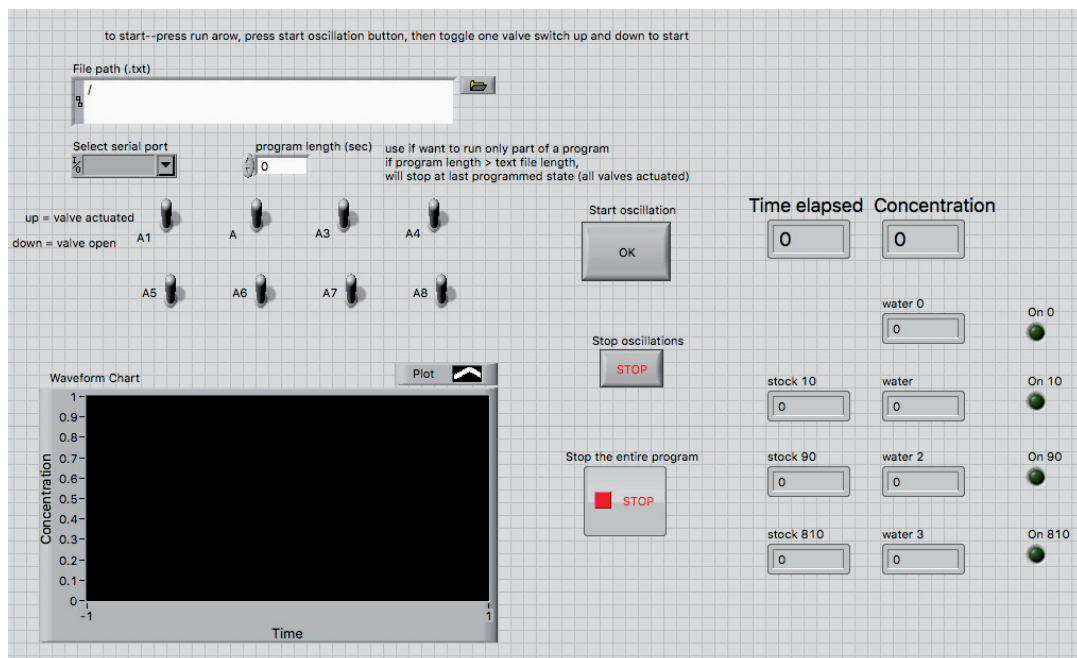 to start--press run arow, press start oscillation button, then toggle one valve switch up and down to start
File path (.txt)
/
Select serial port
program length (sec)
0
use if want to run only part of a program
if program length > text file length,
will stop at last programmed state (all valves actuated)
up = valve actuated
down = valve open
A1
A
A3
A4
A5
A6
A7
A8
Start oscillation
OK
Stop oscillations
STOP
Stop the entire program
STOP
Time elapsed
Concentration
0
0
water 0
On 0
0
stock 10
water
On 10
0
0
stock 90
water 2
On 90
0
0
stock 810
water 3
On 810
0
0
Waveform Chart
Plot
Concentration
1
0.9
0.8
0.7
0.6
0.5
0.4
0.3
0.2
0.1
0
-1
1
Time